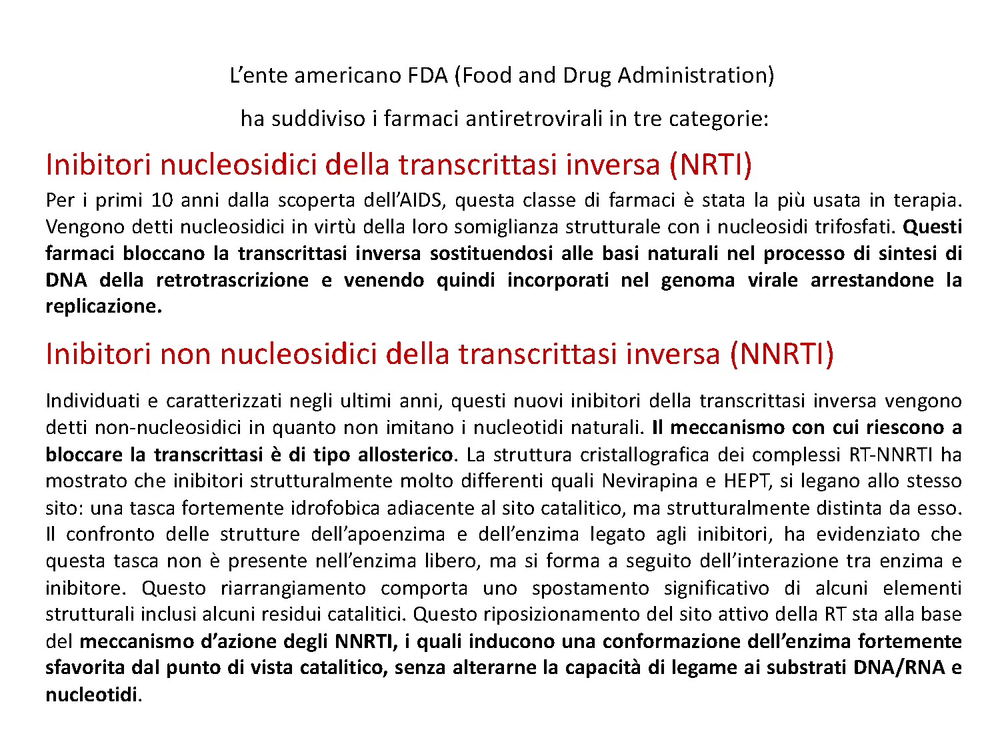 L’ente americano FDA (Food and Drug Administration)
ha suddiviso i farmaci antiretrovirali in tre categorie:
Inibitori nucleosidici della transcrittasi inversa (NRTI)
Per i primi 10 anni dalla scoperta dell’AIDS, questa classe di farmaci è stata la più usata in terapia.
Vengono detti nucleosidici in virtù della loro somiglianza strutturale con i nucleosidi trifosfati. Questi
farmaci bloccano la transcrittasi inversa sostituendosi alle basi naturali nel processo di sintesi di
DNA della retrotrascrizione e venendo quindi incorporati nel genoma virale arrestandone la
replicazione.
Inibitori non nucleosidici della transcrittasi inversa (NNRTI)
Individuati e caratterizzati negli ultimi anni, questi nuovi inibitori della transcrittasi inversa vengono
detti non-nucleosidici in quanto non imitano i nucleotidi naturali. Il meccanismo con cui riescono a
bloccare la transcrittasi è di tipo allosterico. La struttura cristallografica dei complessi RT-NNRTI ha
mostrato che inibitori strutturalmente molto differenti quali Nevirapina e HEPT, si legano allo stesso
sito: una tasca fortemente idrofobica adiacente al sito catalitico, ma strutturalmente distinta da esso.
Il confronto delle strutture dell’apoenzima e dell’enzima legato agli inibitori, ha evidenziato che
questa tasca non è presente nell’enzima libero, ma si forma a seguito dell’interazione tra enzima e
inibitore. Questo riarrangiamento comporta uno spostamento significativo di alcuni elementi
strutturali inclusi alcuni residui catalitici. Questo riposizionamento del sito attivo della RT sta alla base
del meccanismo d’azione degli NNRTI, i quali inducono una conformazione dell’enzima fortemente
sfavorita dal punto di vista catalitico, senza alterarne la capacità di legame ai substrati DNA/RNA e
nucleotidi.